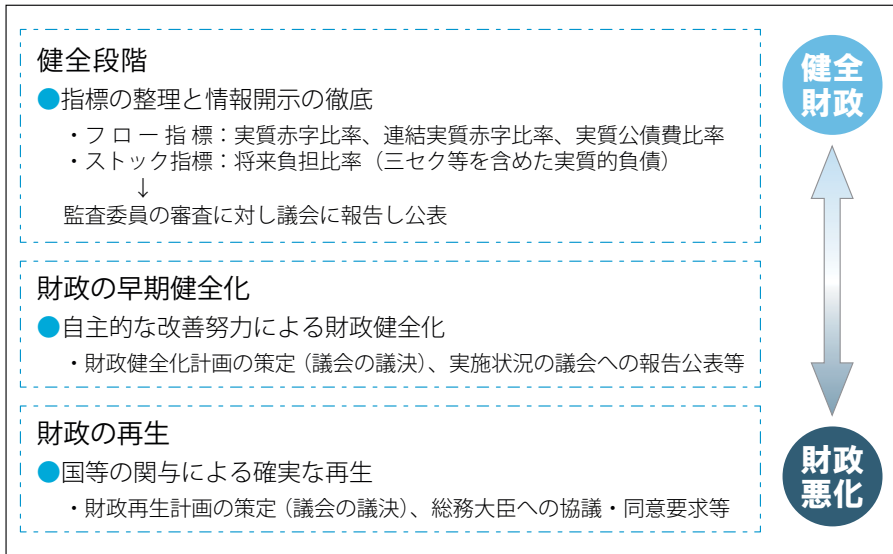 健全段階
●指標の整理と情報開示の徹底
・フロー指標：実質赤字比率、連結実質赤字比率、実質公債費比率
・ストック指標：将来負担比率（三セク等を含めた実質的負債）
↓
監査委員の審査に対し議会に報告し公表
財政の早期健全化
●自主的な改善努力による財政健全化
・財政健全化計画の策定（議会の議決）、実施状況の議会への報告公表等
財政の再生
●国等の関与による確実な再生
・財政再生計画の策定（議会の議決）、総務大臣への協議・同意要求等
健全
財政
財政
悪化